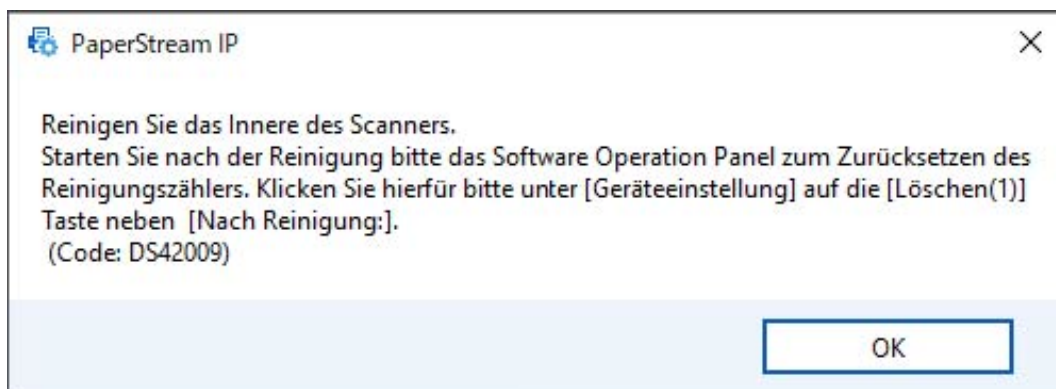 PaperStream IP
Reinigen Sie das Innere des Scanners.
Starten Sie nach der Reinigung bitte das Software Operation Panel zum Zurücksetzen des
Reinigungszählers. Klicken Sie hierfür bitte unter [Geräteeinstellung] auf die [Löschen(1)]
Taste neben  [Nach Reinigung:].
(Code: DS42009)
OK